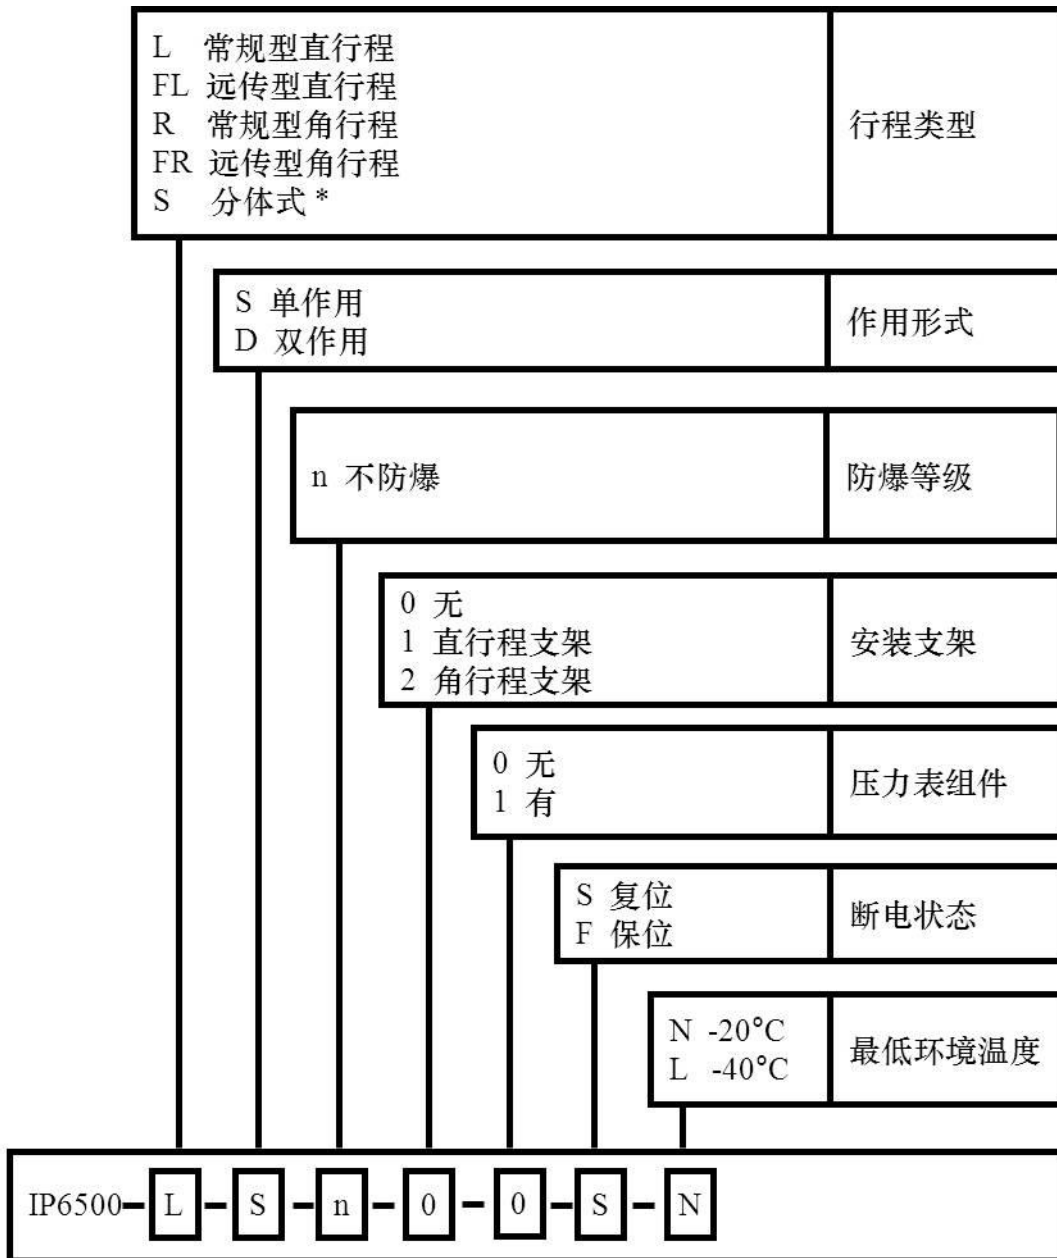 L 常规型直行程
FL 远传型直行程
R 常规型角行程
FR 远传型角行程
S 分体式*
行程类型
S 单作用
D 双作用
作用形式
n 不防爆
防爆等级
0 无
1 直行程支架
2 角行程支架
安装支架
0 无
1 有
压力表组件
S 复位
F 保位
断电状态
N -20°C
L -40°C
最低环境温度
IP6500-L-S-n-0-0-S-N